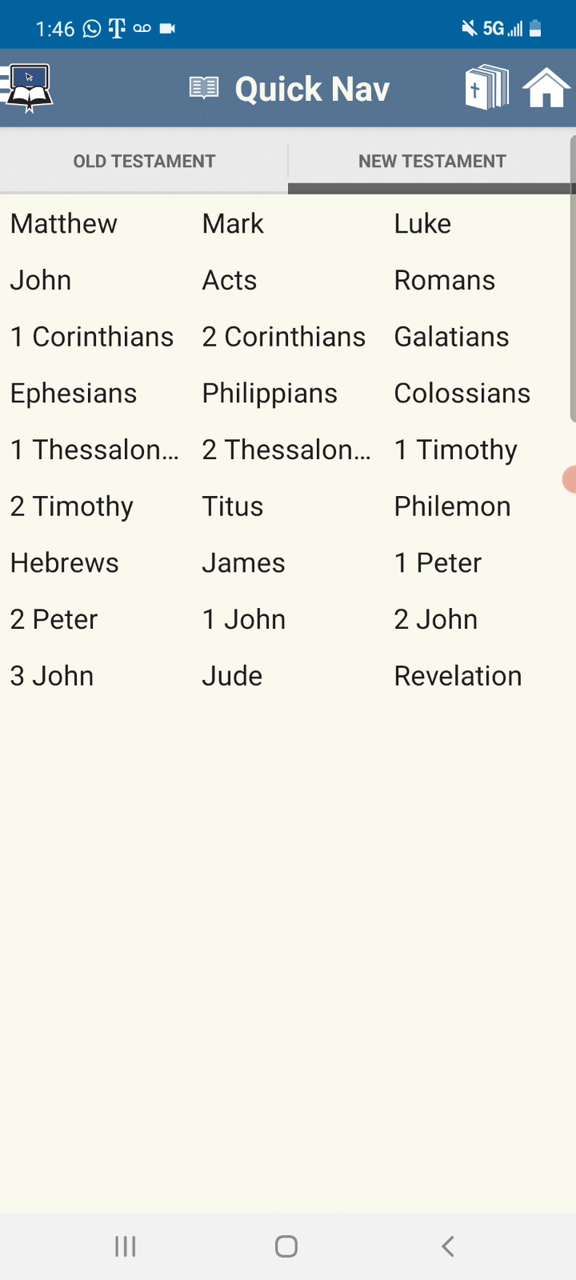 1:46 5G
Quick Nav
OLD TESTAMENT NEW TESTAMENT
Matthew Mark Luke
John Acts Romans
1 Corinthians 2 Corinthians Galatians
Ephesians Philippians Colossians
1 Thessalon... 2 Thessalon... 1 Timothy
2 Timothy Titus Philemon
Hebrews James 1 Peter
2 Peter 1 John 2 John
3 John Jude Revelation